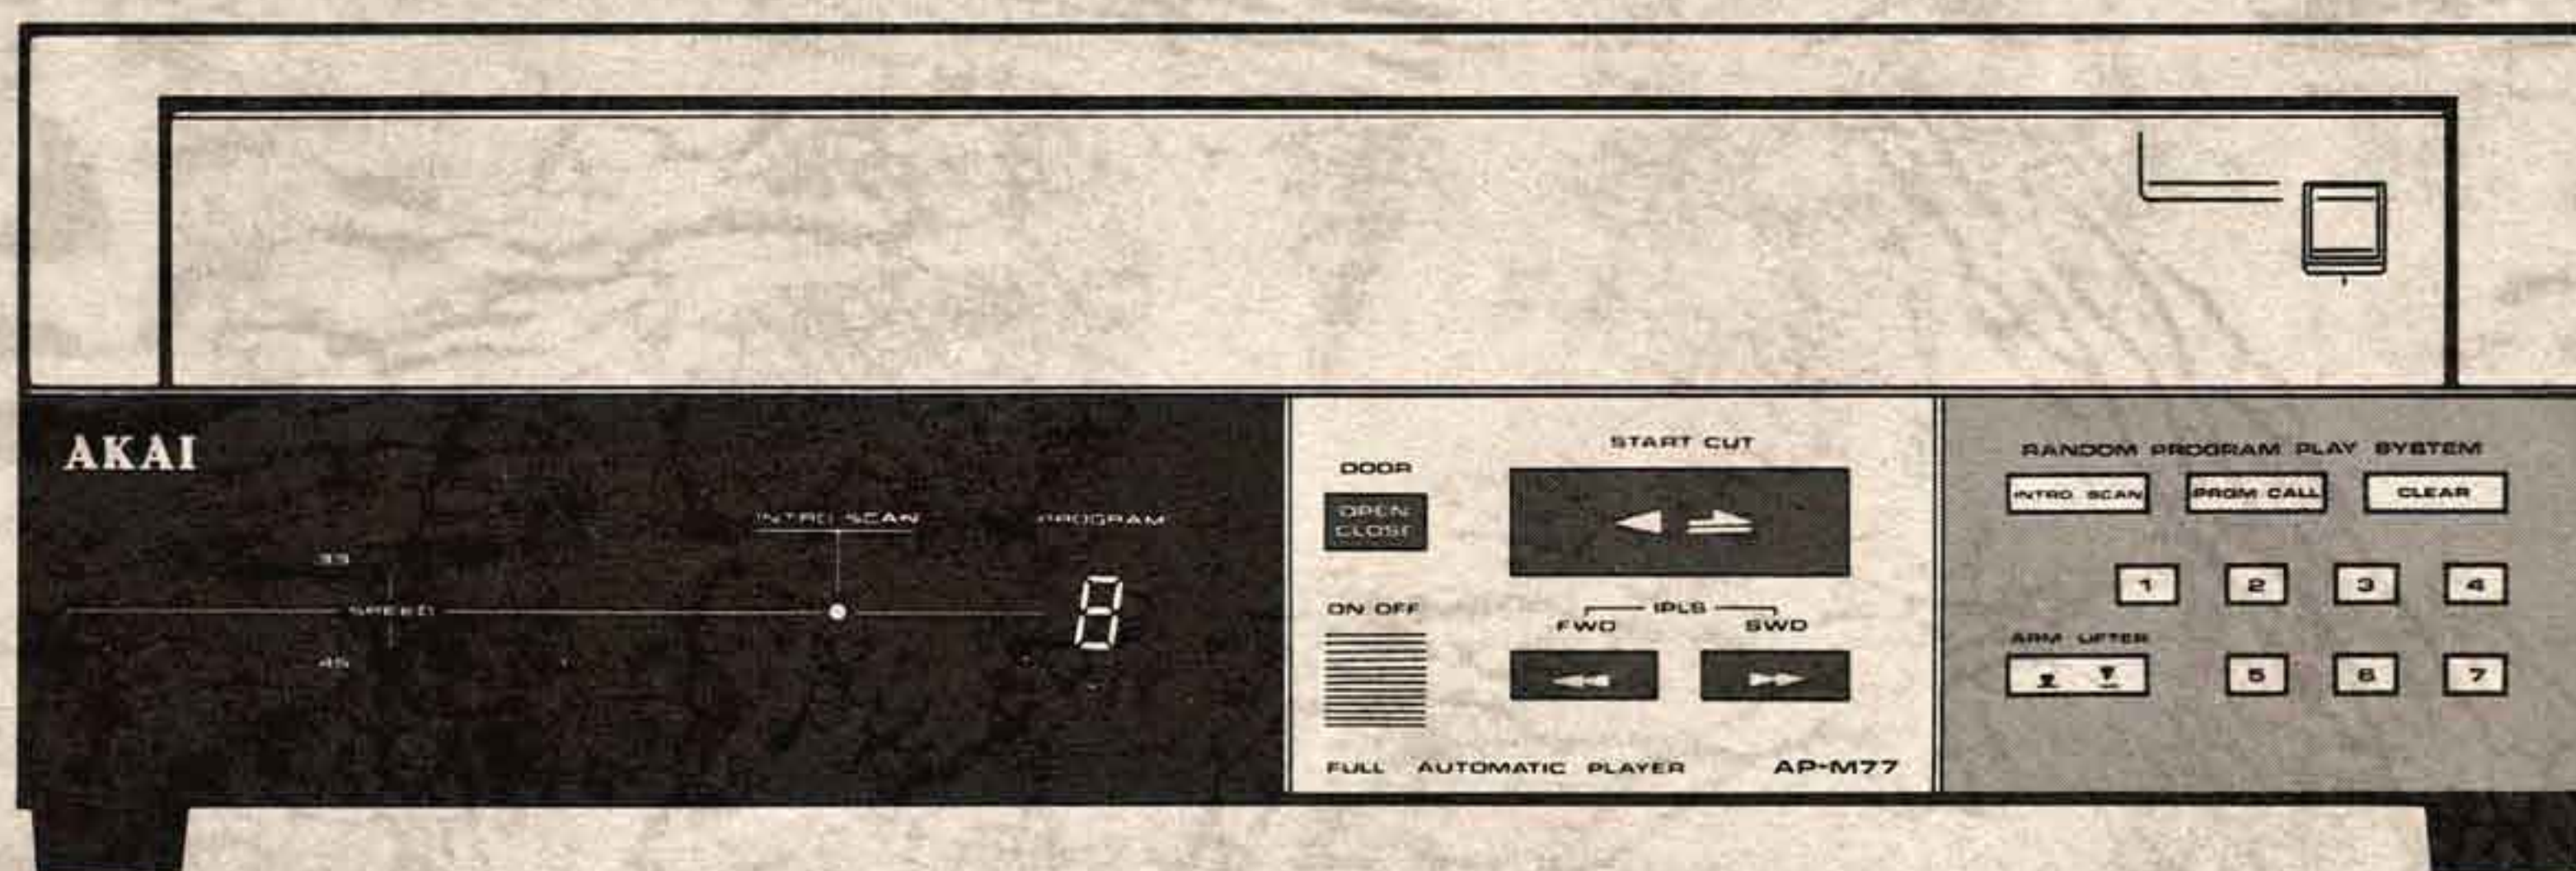 AKAI
INTRO SCAN
PROGRAM
33
SPEED
45
8
DOOR
OPEN
CLOSE
ON OFF
START CUT
IPLS
FWD
SWD
FULL AUTOMATIC PLAYER AP-M77
RANDOM PROGRAM PLAY SYSTEM
INTRO SCAN
PRGM CALL
CLEAR
1 2 3 4
ARM LIFTER
5 6 7